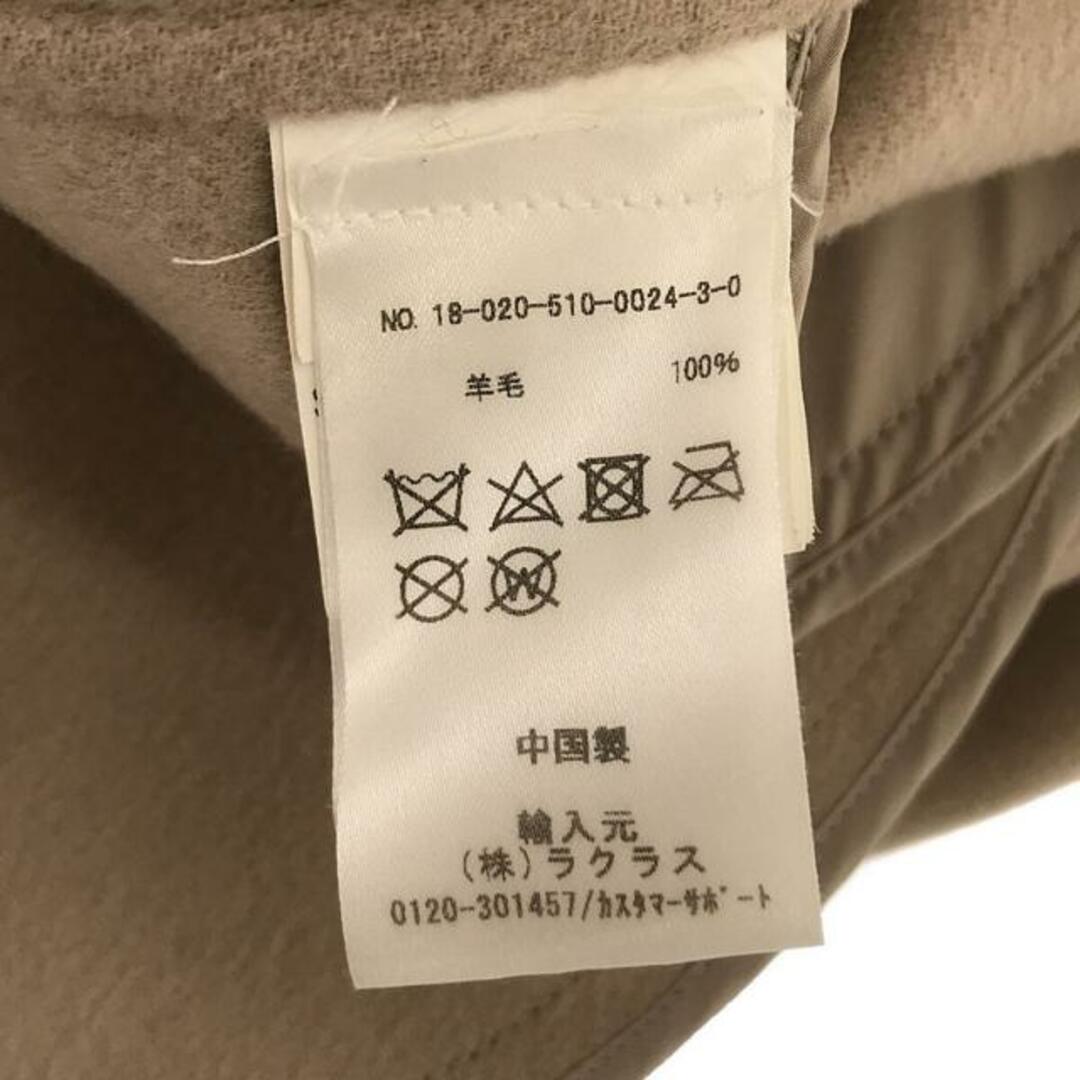 NO. 18-020-510-0024-3-0
羊毛 100%
W
中国製
輸入元
(株)ラクラス
0120-301457/ｶｽﾀﾏｰｻﾎﾟｰﾄ